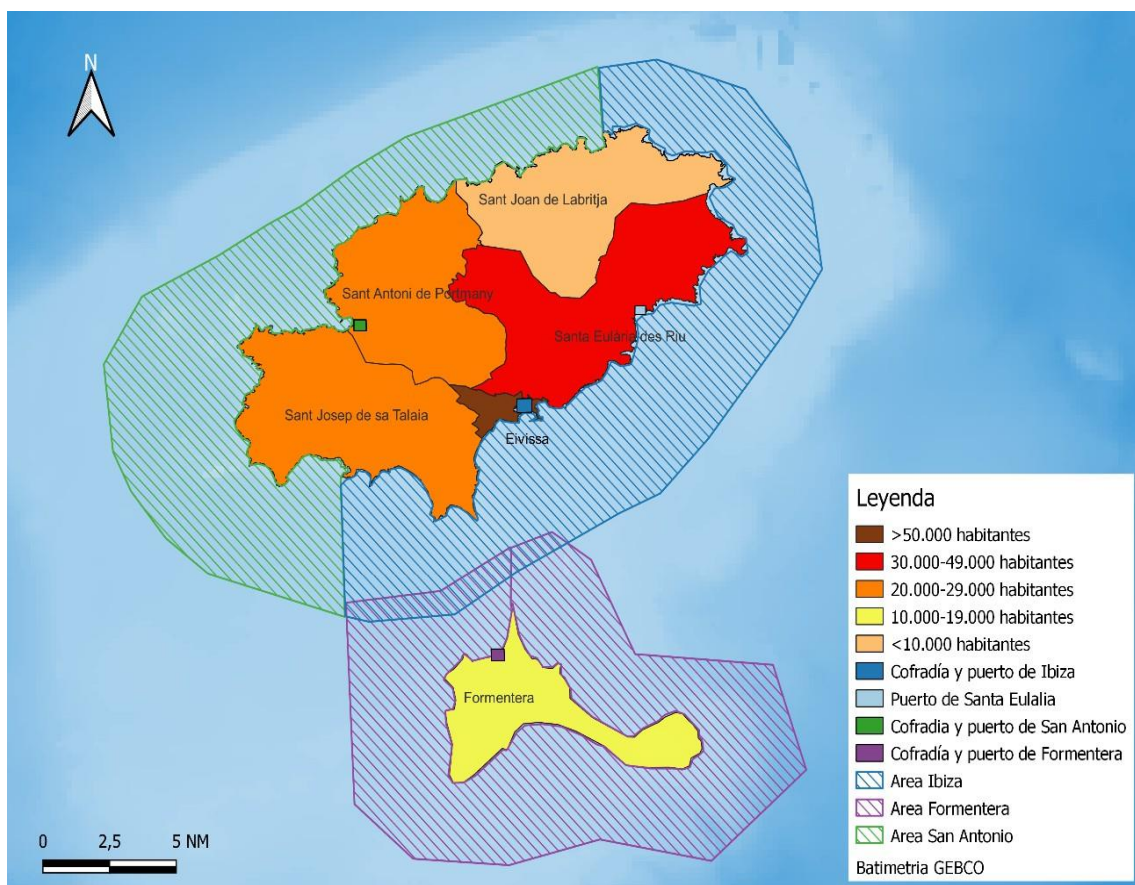 N
Sant Joan de Labritja
Sant Antoni de Portmany
Santa Eulària des Riu
Sant Josep de sa Talaia
Eivissa
Formentera
Leyenda
>50.000 habitantes
30.000-49.000 habitantes
20.000-29.000 habitantes
10.000-19.000 habitantes
<10.000 habitantes
Cofradía y puerto de Ibiza
Puerto de Santa Eulalia
Cofradia y puerto de San Antonio
Cofradía y puerto de Formentera
Area Ibiza
Area Formentera
Area San Antonio
Batimetria GEBCO
0 2,5 5 NM